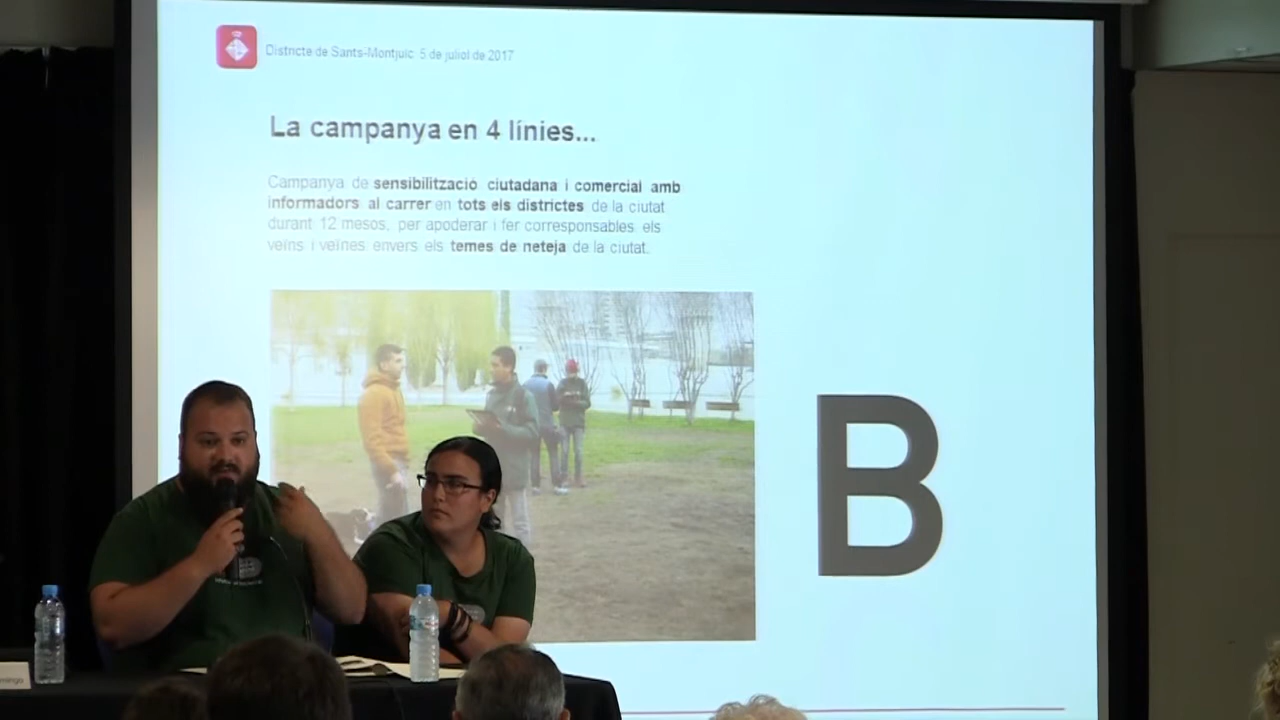 Districte de Sants-Montjuïc 5 de juliol de 2017
La campanya en 4 línies...
Campanya de sensibilització ciutadana i comercial amb
informadors al carrer en tots els districtes de la ciutat
durant 12 mesos, per apoderar i fer corresponsables els
veïns i veïnes envers els temes de neteja de la ciutat.
B